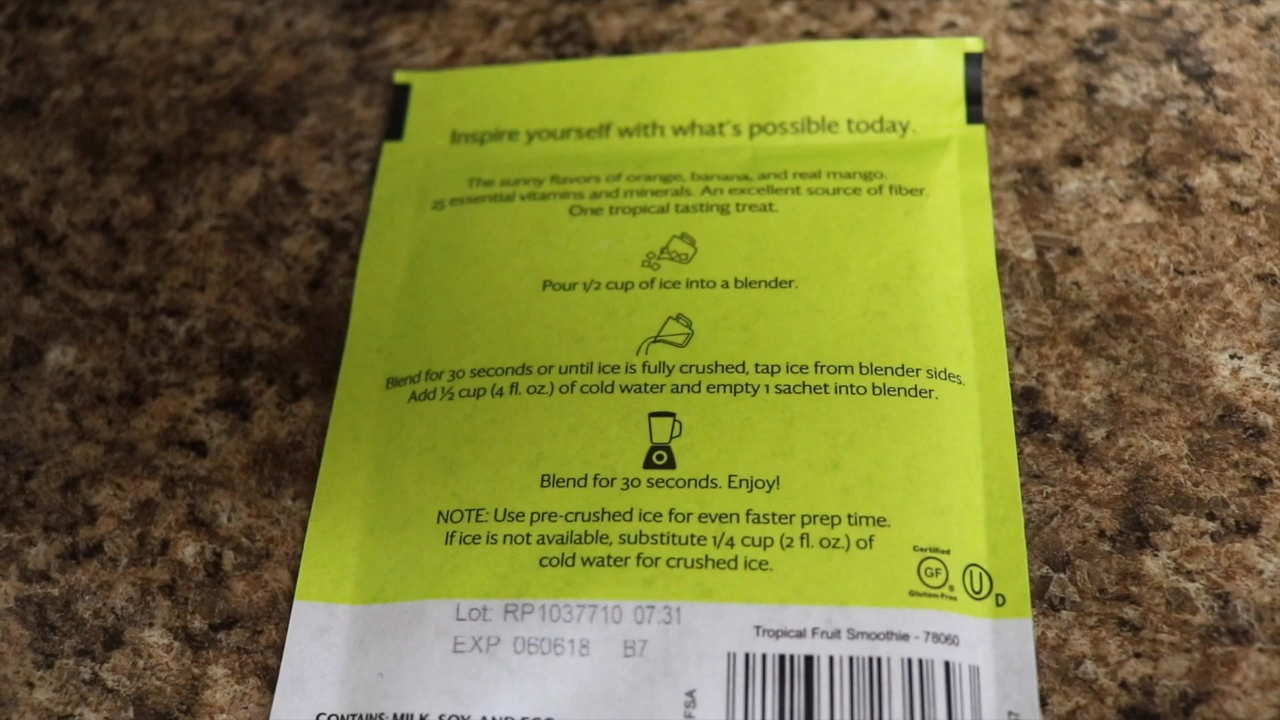 Inspire yourself with what's possible today.
The sunny flavors of orange, banana, and real mango.
25 essential vitamins and minerals. An excellent source of fiber.
One tropical tasting treat.
Pour 1/2 cup of ice into a blender.
Blend for 30 seconds or until ice is fully crushed, tap ice from blender sides.
Add ½ cup (4 fl. oz.) of cold water and empty 1 sachet into blender.
Blend for 30 seconds. Enjoy!
NOTE: Use pre-crushed ice for even faster prep time.
If ice is not available, substitute 1/4 cup (2 fl. oz.) of
cold water for crushed ice.
Certified
GF
®
Gluten-Free
U
D
Lot: RP1037710 07:31
EXP 060618 B7
Tropical Fruit Smoothie - 78060
FSA
CONTAINS: MILK, SOY, AND EGG